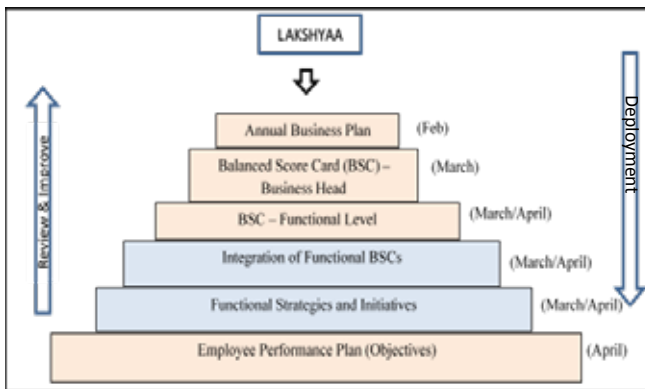 LAKSHYAA
Annual Business Plan
(Feb)
Balanced Score Card (BSC) –
Business Head
(March)
BSC – Functional Level
(March/April)
Integration of Functional BSCs
(March/April)
Functional Strategies and Initiatives
(March/April)
Employee Performance Plan (Objectives)
(April)
Review & Improve
Deployment